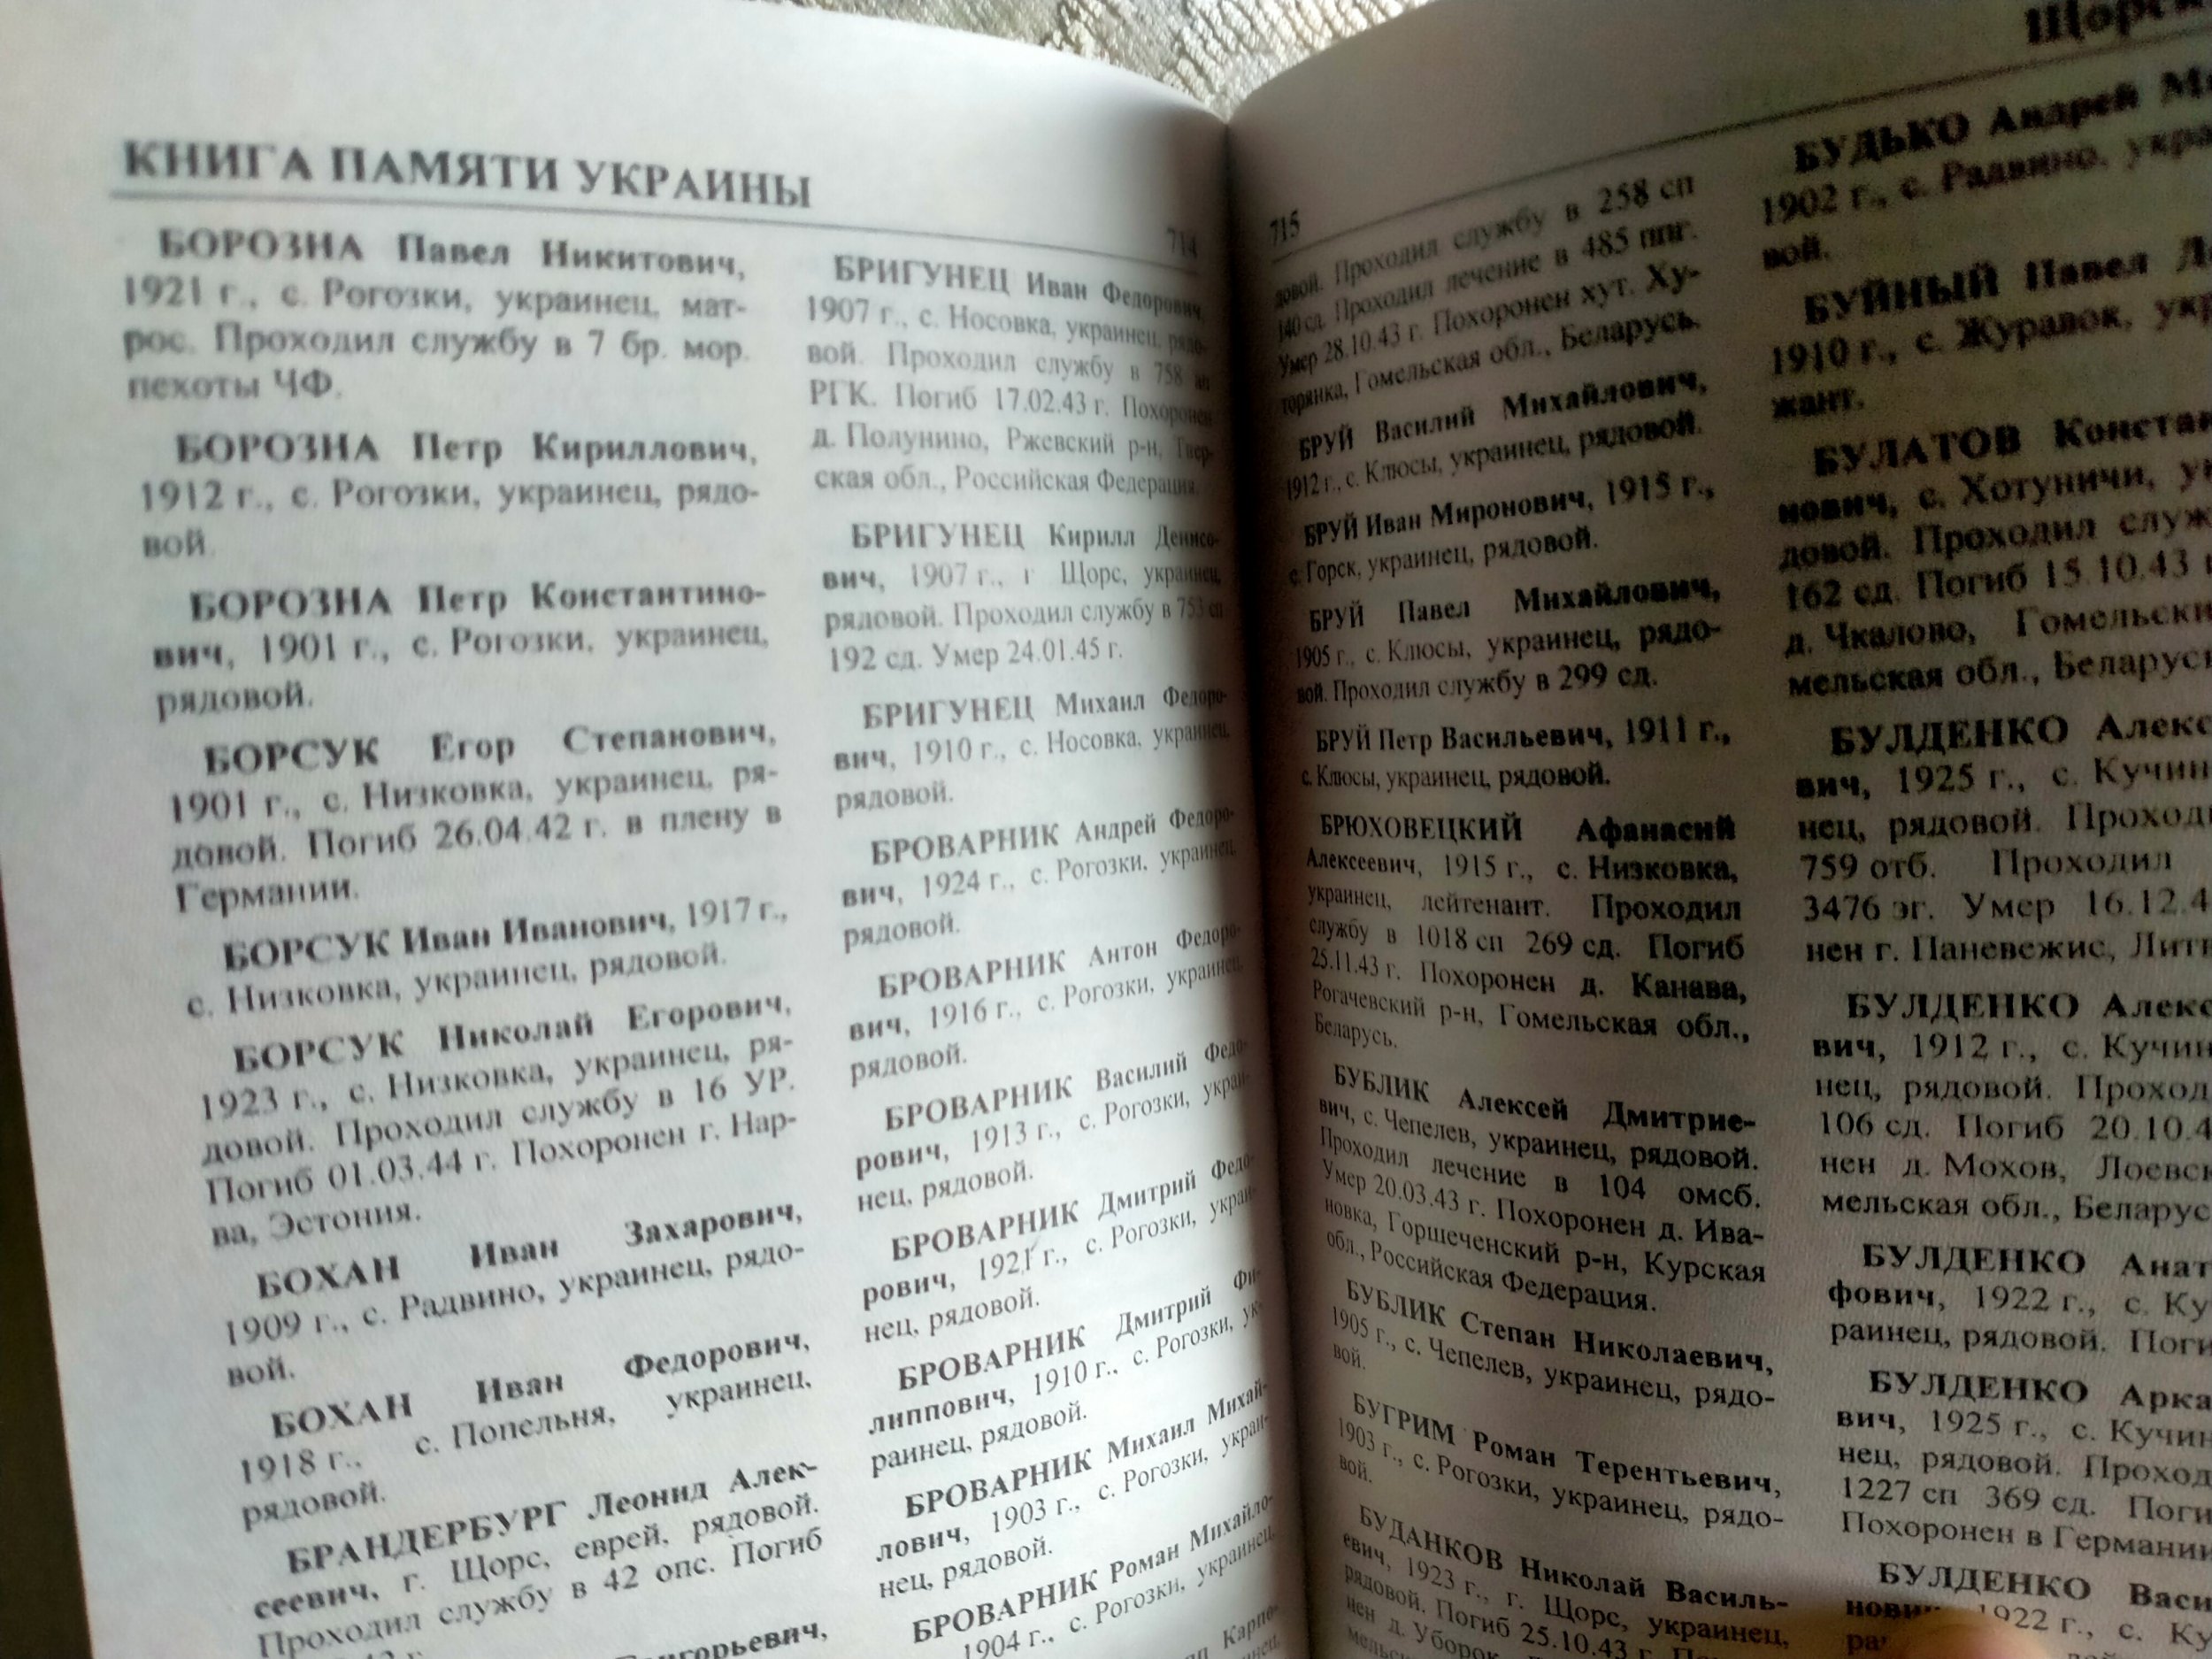 КНИГА ПАМЯТИ УКРАИНЫ
714
БОРОЗНА Павел Никитович,
1921 г., с. Рогозки, украинец, мат-
рос. Проходил службу в 7 бр. мор.
пехоты ЧФ.
БОРОЗНА Петр Кириллович,
1912 г., с. Рогозки, украинец, рядо-
вой.
БОРОЗНА Петр Константино-
вич, 1901 г., с. Рогозки, украинец,
рядовой.
БОРСУК Егор Степанович,
1901 г., с. Низковка, украинец, ря-
довой. Погиб 26.04.42 г. в плену в
Германии.
БОРСУК Иван Иванович, 1917 г.,
с. Низковка, украинец, рядовой.
БОРСУК Николай Егорович,
1923 г., с. Низковка, украинец, ря-
довой. Проходил службу в 16 УР.
Погиб 01.03.44 г. Похоронен г. Нар-
ва, Эстония.
БОХАН Иван Захарович,
1909 г., с. Радвино, украинец, рядо-
вой.
БОХАН Иван Федорович,
1918 г., с. Попельня, украинец,
рядовой.
БРАНДЕРБУРГ Леонид Алек-
сеевич, г. Щорс, еврей, рядовой.
Проходил службу в 42 опс. Погиб
БРИГУНЕЦ Иван Федорович,
1907 г., с. Носовка, украинец, рядо-
вой. Проходил службу в 758
РГК. Погиб 17.02.43 г. Похоронен
д. Полунино, Ржевский р-н, Твер-
ская обл., Российская Федерация.
БРИГУНЕЦ Кирилл Денисо-
вич, 1907 г., г Щорс, украинец,
рядовой. Проходил службу в 753 сп
192 сд. Умер 24.01.45 г.
БРИГУНЕЦ Михаил Федоро-
вич, 1910 г., с. Носовка, украинец,
рядовой.
БРОВАРНИК Андрей Федоро-
вич, 1924 г., с. Рогозки, украинец,
рядовой.
БРОВАРНИК Антон Федоро-
вич, 1916 г., с. Рогозки, украинец,
рядовой.
БРОВАРНИК Василий Федо-
рович, 1913 г., с. Рогозки, украи-
нец, рядовой.
БРОВАРНИК Дмитрий Федо-
рович, 1921 г., с. Рогозки, украи-
нец, рядовой.
БРОВАРНИК Дмитрий Фи-
липпович, 1910 г., с. Рогозки, ук-
раинец, рядовой.
БРОВАРНИК Михаил Михай-
лович, 1903 г., с. Рогозки, украи-
нец, рядовой.
БРОВАРНИК Роман Михайло-
1904 г., с. Рогозки, украинец,
Карпо-
715
довой. Проходил службу в 258 сп
140 сд. Проходил лечение в 485 ппг.
Умер 28.10.43 г. Похоронен хут. Ху-
торянка, Гомельская обл., Беларусь.
БРУЙ Василий Михайлович,
1912 г., с. Клюсы, украинец, рядовой.
БРУЙ Иван Миронович, 1915 г.,
с. Горск, украинец, рядовой.
БРУЙ Павел Михайлович,
1905 г., с. Клюсы, украинец, рядо-
вой. Проходил службу в 299 сд.
БРУЙ Петр Васильевич, 1911 г.,
с. Клюсы, украинец, рядовой.
БРЮХОВЕЦКИЙ Афанасий
Алексеевич, 1915 г., с. Низковка,
украинец, лейтенант. Проходил
службу в 1018 сп 269 сд. Погиб
25.11.43 г. Похоронен д. Канава,
Рогачевский р-н, Гомельская обл.,
Беларусь.
БУБЛИК Алексей Дмитрие-
вич, с. Чепелев, украинец, рядовой.
Проходил лечение в 104 омсб.
Умер 20.03.43 г. Похоронен д. Ива-
новка, Горшеченский р-н, Курская
обл., Российская Федерация.
БУБЛИК Степан Николаевич,
1905 г., с. Чепелев, украинец, рядо-
вой.
БУГРИМ Роман Терентьевич,
1903 г., с. Рогозки, украинец, рядо-
вой.
БУДАНКОВ Николай Василь-
евич, 1923 г., г. Щорс, украинец,
рядовой. Погиб 25.10.43 г.
нен д. Уборок,
БУДЬКО Андрей
1902 г., с. Радвино,
вой.
БУЙНЫЙ Павел
1910 г., с. Журавок,
жант.
БУЛАТОВ
нович, с. Хотуничи,
довой. Проходил
162 сд. Погиб 15.10.43
д. Чкалово,
мельская обл.,
БУЛДЕНКО
вич, 1925 г., с.
нец, рядовой.
759 отб. Проходил
3476 эг. Умер
нен г. Паневежис,
БУЛДЕНКО
вич, 1912 г., с.
нец, рядовой.
106 сд. Погиб
нен д. Мохов,
мельская обл.,
БУЛДЕНКО
фович, 1922 г., с.
раинец, рядовой.
БУЛДЕНКО
вич, 1925 г., с.
нец, рядовой.
1227 сп 369 сд.
Похоронен в Германии
БУЛДЕНКО
1922 г., с.